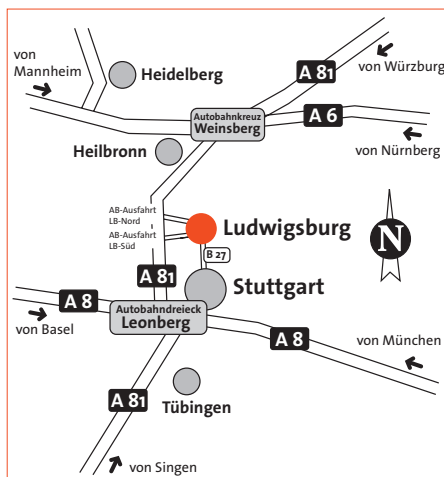 von
Mannheim
Heidelberg
A 81
von Würzburg
Autobahnkreuz
Weinsberg
A 6
Heilbronn
von Nürnberg
AB-Ausfahrt
LB-Nord
AB-Ausfahrt
LB-Süd
Ludwigsburg
N
B 27
A 81
Stuttgart
A 8
Autobahndreieck
Leonberg
von Basel
A 8
von München
A 81
Tübingen
von Singen